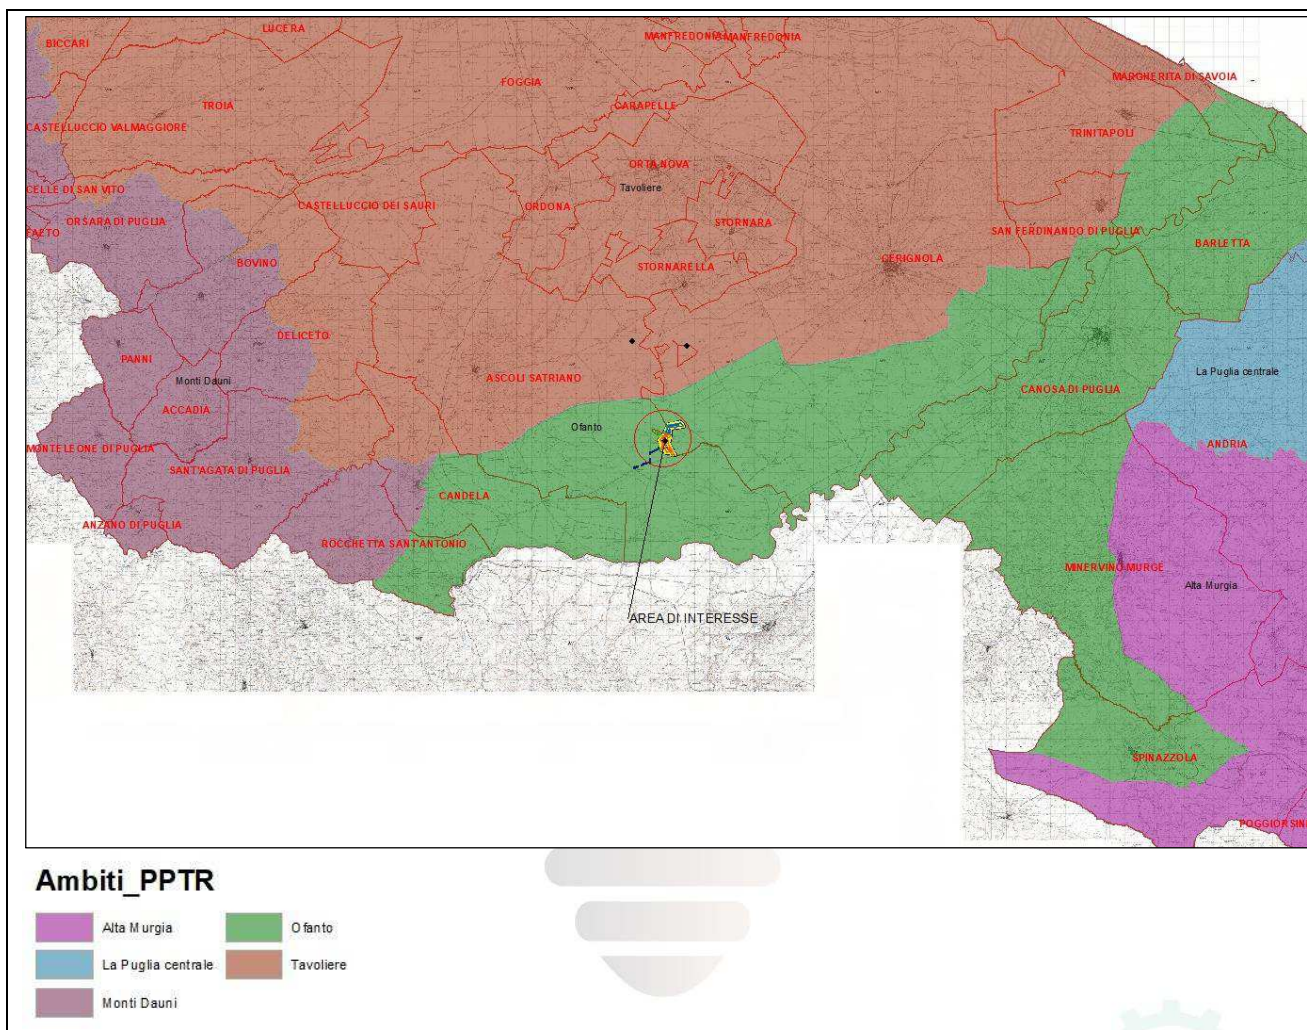 LUCERA
BICCARI
MANFREDONIA
MANFREDONIA
MARGHERITA DI SAVOIA
FOGGIA
TROIA
CARAPELLE
CASTELLUCCIO VALMAGGIORE
TRINITAPOLI
ORTA NOVA
Tavoliere
CELLE DI SAN VITO
CASTELLUCCIO DEI SAURI
ORDONA
ORSARA DI PUGLIA
STORNARA
FAETO
SAN FERDINANDO DI PUGLIA
BARLETTA
BOVINO
STORNARELLA
CERIGNOLA
DELICETO
PANNI
Monti Dauni
ASCOLI SATRIANO
La Puglia centrale
CANOSA DI PUGLIA
ACCADIA
Ofanto
MONTELEONE DI PUGLIA
ANDRIA
SANT'AGATA DI PUGLIA
CANDELA
ANZANO DI PUGLIA
ROCCHETTA SANT'ANTONIO
MINERVINO MURGE
Alta Murgia
AREA DI INTERESSE
SPINAZZOLA
POGGIORSINI
Ambiti_PPTR
Alta Murgia
Ofanto
La Puglia centrale
Tavoliere
Monti Dauni